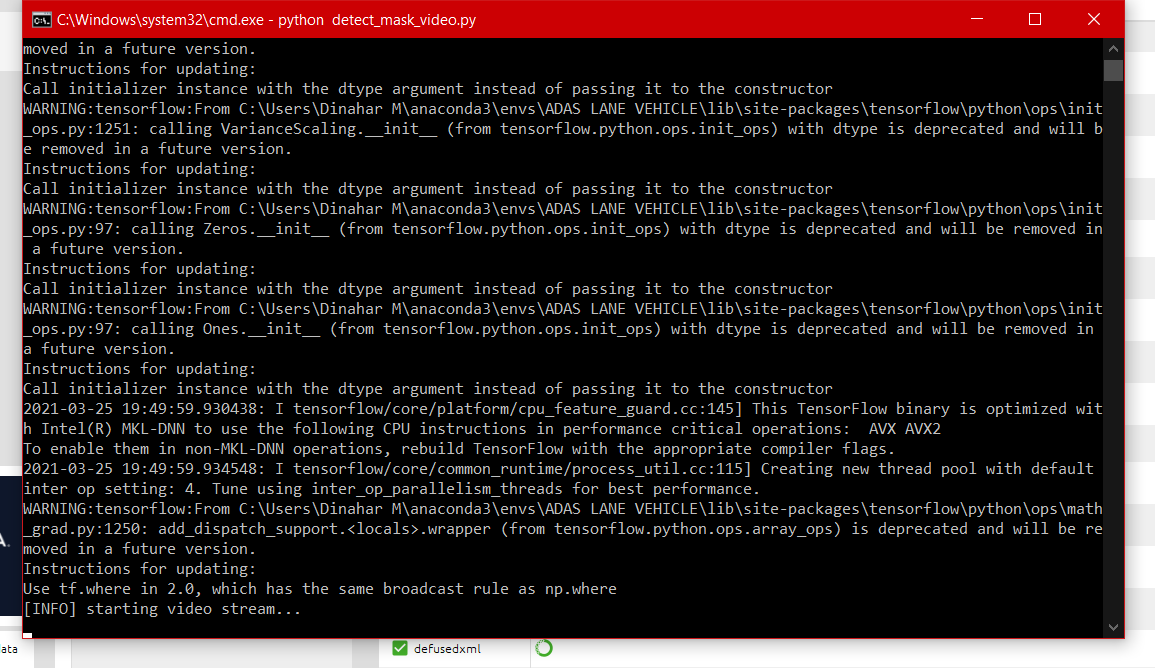 C:\Windows\system32\cmd.exe - python  detect_mask_video.py
moved in a future version.
Instructions for updating:
Call initializer instance with the dtype argument instead of passing it to the constructor
WARNING:tensorflow:From C:\Users\Dinahar M\anaconda3\envs\ADAS LANE VEHICLE\lib\site-packages\tensorflow\python\ops\init
_ops.py:1251: calling VarianceScaling.__init__ (from tensorflow.python.ops.init_ops) with dtype is deprecated and will b
e removed in a future version.
Instructions for updating:
Call initializer instance with the dtype argument instead of passing it to the constructor
WARNING:tensorflow:From C:\Users\Dinahar M\anaconda3\envs\ADAS LANE VEHICLE\lib\site-packages\tensorflow\python\ops\init
_ops.py:97: calling Zeros.__init__ (from tensorflow.python.ops.init_ops) with dtype is deprecated and will be removed in
 a future version.
Instructions for updating:
Call initializer instance with the dtype argument instead of passing it to the constructor
WARNING:tensorflow:From C:\Users\Dinahar M\anaconda3\envs\ADAS LANE VEHICLE\lib\site-packages\tensorflow\python\ops\init
_ops.py:97: calling Ones.__init__ (from tensorflow.python.ops.init_ops) with dtype is deprecated and will be removed in
a future version.
Instructions for updating:
Call initializer instance with the dtype argument instead of passing it to the constructor
2021-03-25 19:49:59.930438: I tensorflow/core/platform/cpu_feature_guard.cc:145] This TensorFlow binary is optimized wit
h Intel(R) MKL-DNN to use the following CPU instructions in performance critical operations:  AVX AVX2
To enable them in non-MKL-DNN operations, rebuild TensorFlow with the appropriate compiler flags.
2021-03-25 19:49:59.934548: I tensorflow/core/common_runtime/process_util.cc:115] Creating new thread pool with default
inter op setting: 4. Tune using inter_op_parallelism_threads for best performance.
WARNING:tensorflow:From C:\Users\Dinahar M\anaconda3\envs\ADAS LANE VEHICLE\lib\site-packages\tensorflow\python\ops\math
_grad.py:1250: add_dispatch_support.<locals>.wrapper (from tensorflow.python.ops.array_ops) is deprecated and will be re
moved in a future version.
Instructions for updating:
Use tf.where in 2.0, which has the same broadcast rule as np.where
[INFO] starting video stream...
A.
ata
defusedxml